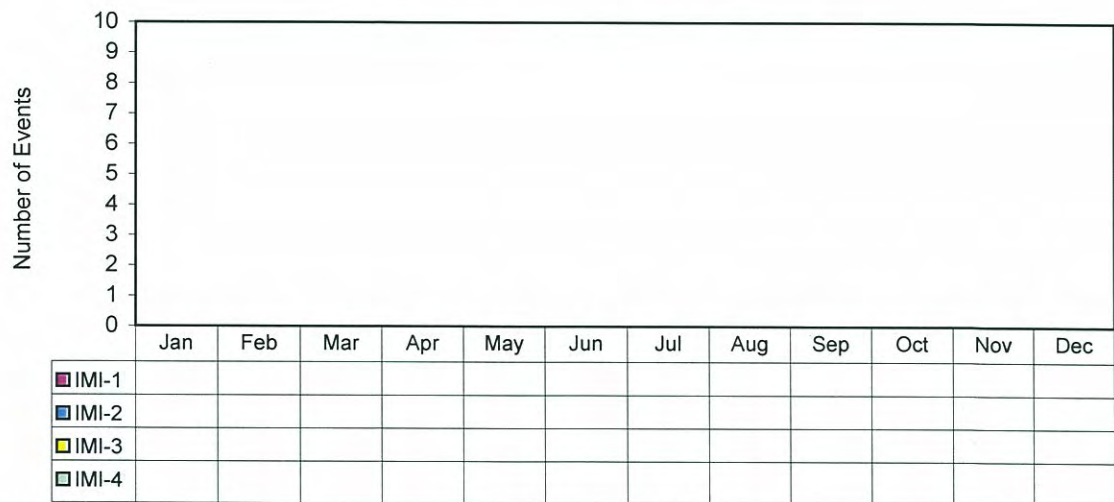 Number of Events
10
9
8
7
6
5
4
3
2
1
0
Jan Feb Mar Apr May Jun Jul Aug Sep Oct Nov Dec
IMI-1
IMI-2
IMI-3
IMI-4